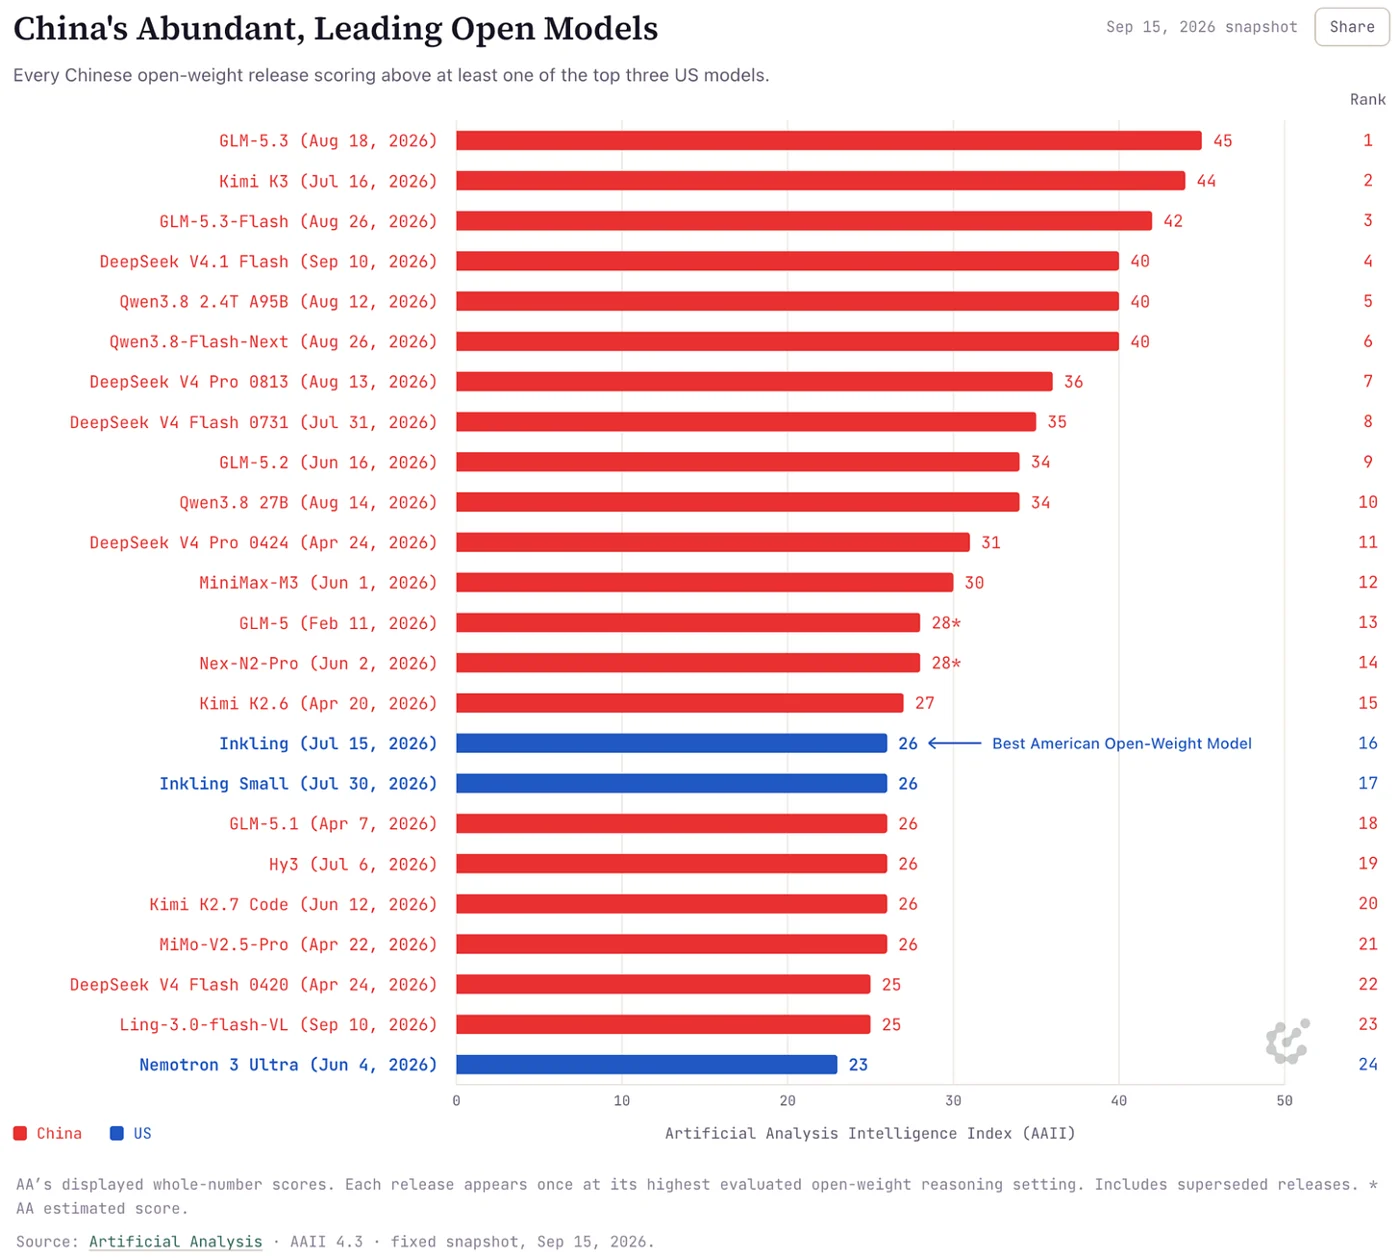 China's Abundant, Leading Open Models
Sep 15, 2026 snapshot
Share
Every Chinese open-weight release scoring above at least one of the top three US models.
Rank
GLM-5.3 (Aug 18, 2026) 45 1
Kimi K3 (Jul 16, 2026) 44 2
GLM-5.3-Flash (Aug 26, 2026) 42 3
DeepSeek V4.1 Flash (Sep 10, 2026) 40 4
Qwen3.8 2.4T A95B (Aug 12, 2026) 40 5
Qwen3.8-Flash-Next (Aug 26, 2026) 40 6
DeepSeek V4 Pro 0813 (Aug 13, 2026) 36 7
DeepSeek V4 Flash 0731 (Jul 31, 2026) 35 8
GLM-5.2 (Jun 16, 2026) 34 9
Qwen3.8 27B (Aug 14, 2026) 34 10
DeepSeek V4 Pro 0424 (Apr 24, 2026) 31 11
MiniMax-M3 (Jun 1, 2026) 30 12
GLM-5 (Feb 11, 2026) 28* 13
Nex-N2-Pro (Jun 2, 2026) 28* 14
Kimi K2.6 (Apr 20, 2026) 27 15
Inkling (Jul 15, 2026) 26 Best American Open-Weight Model 16
Inkling Small (Jul 30, 2026) 26 17
GLM-5.1 (Apr 7, 2026) 26 18
Hy3 (Jul 6, 2026) 26 19
Kimi K2.7 Code (Jun 12, 2026) 26 20
MiMo-V2.5-Pro (Apr 22, 2026) 26 21
DeepSeek V4 Flash 0420 (Apr 24, 2026) 25 22
Ling-3.0-flash-VL (Sep 10, 2026) 25 23
Nemotron 3 Ultra (Jun 4, 2026) 23 24
0 10 20 30 40 50
China US
Artificial Analysis Intelligence Index (AAII)
AA’s displayed whole-number scores. Each release appears once at its highest evaluated open-weight reasoning setting. Includes superseded releases. *
AA estimated score.
Source: Artificial Analysis · AAII 4.3 · fixed snapshot, Sep 15, 2026.